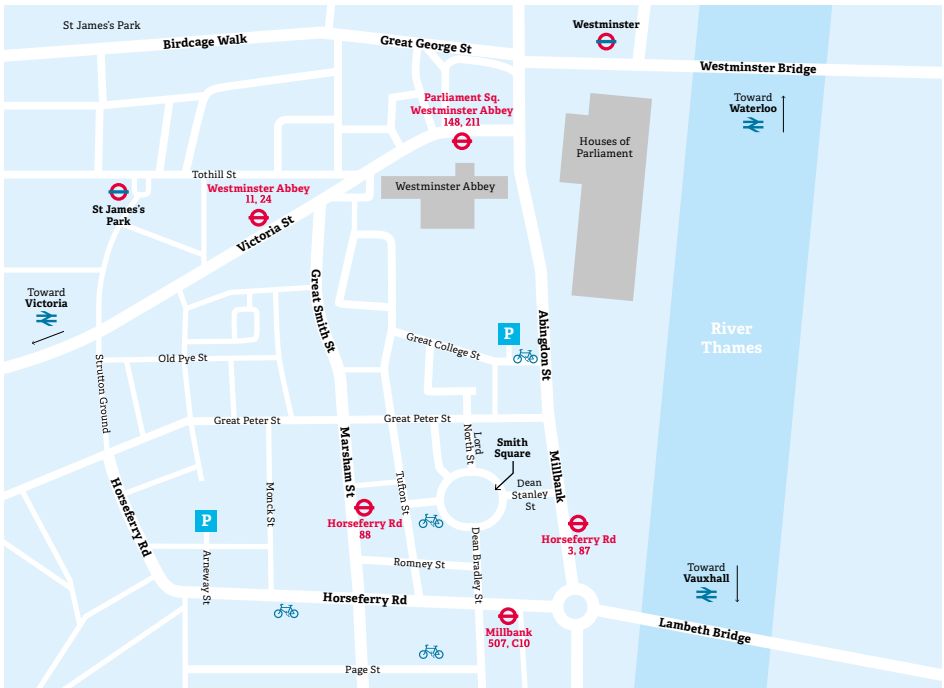 St James's Park
Birdcage Walk
Great George St
Westminster
Westminster Bridge
Parliament Sq.
Westminster Abbey
148, 211
Toward
Waterloo
Houses of
Parliament
Tothill St
Westminster Abbey
11, 24
Westminster Abbey
St James's
Park
Victoria St
Toward
Victoria
Great Smith St
Abingdon St
P
River
Thames
Great College St
Old Pye St
Strutton Ground
Great Peter St
Great Peter St
Lord
North St
Smith
Square
Marsham St
Millbank
Tufton St
Dean
Stanley
St
Horseferry Rd
Monck St
P
Horseferry Rd
88
Horseferry Rd
3, 87
Dean Bradley St
Arneway St
Romney St
Toward
Vauxhall
Horseferry Rd
Millbank
507, C10
Lambeth Bridge
Page St